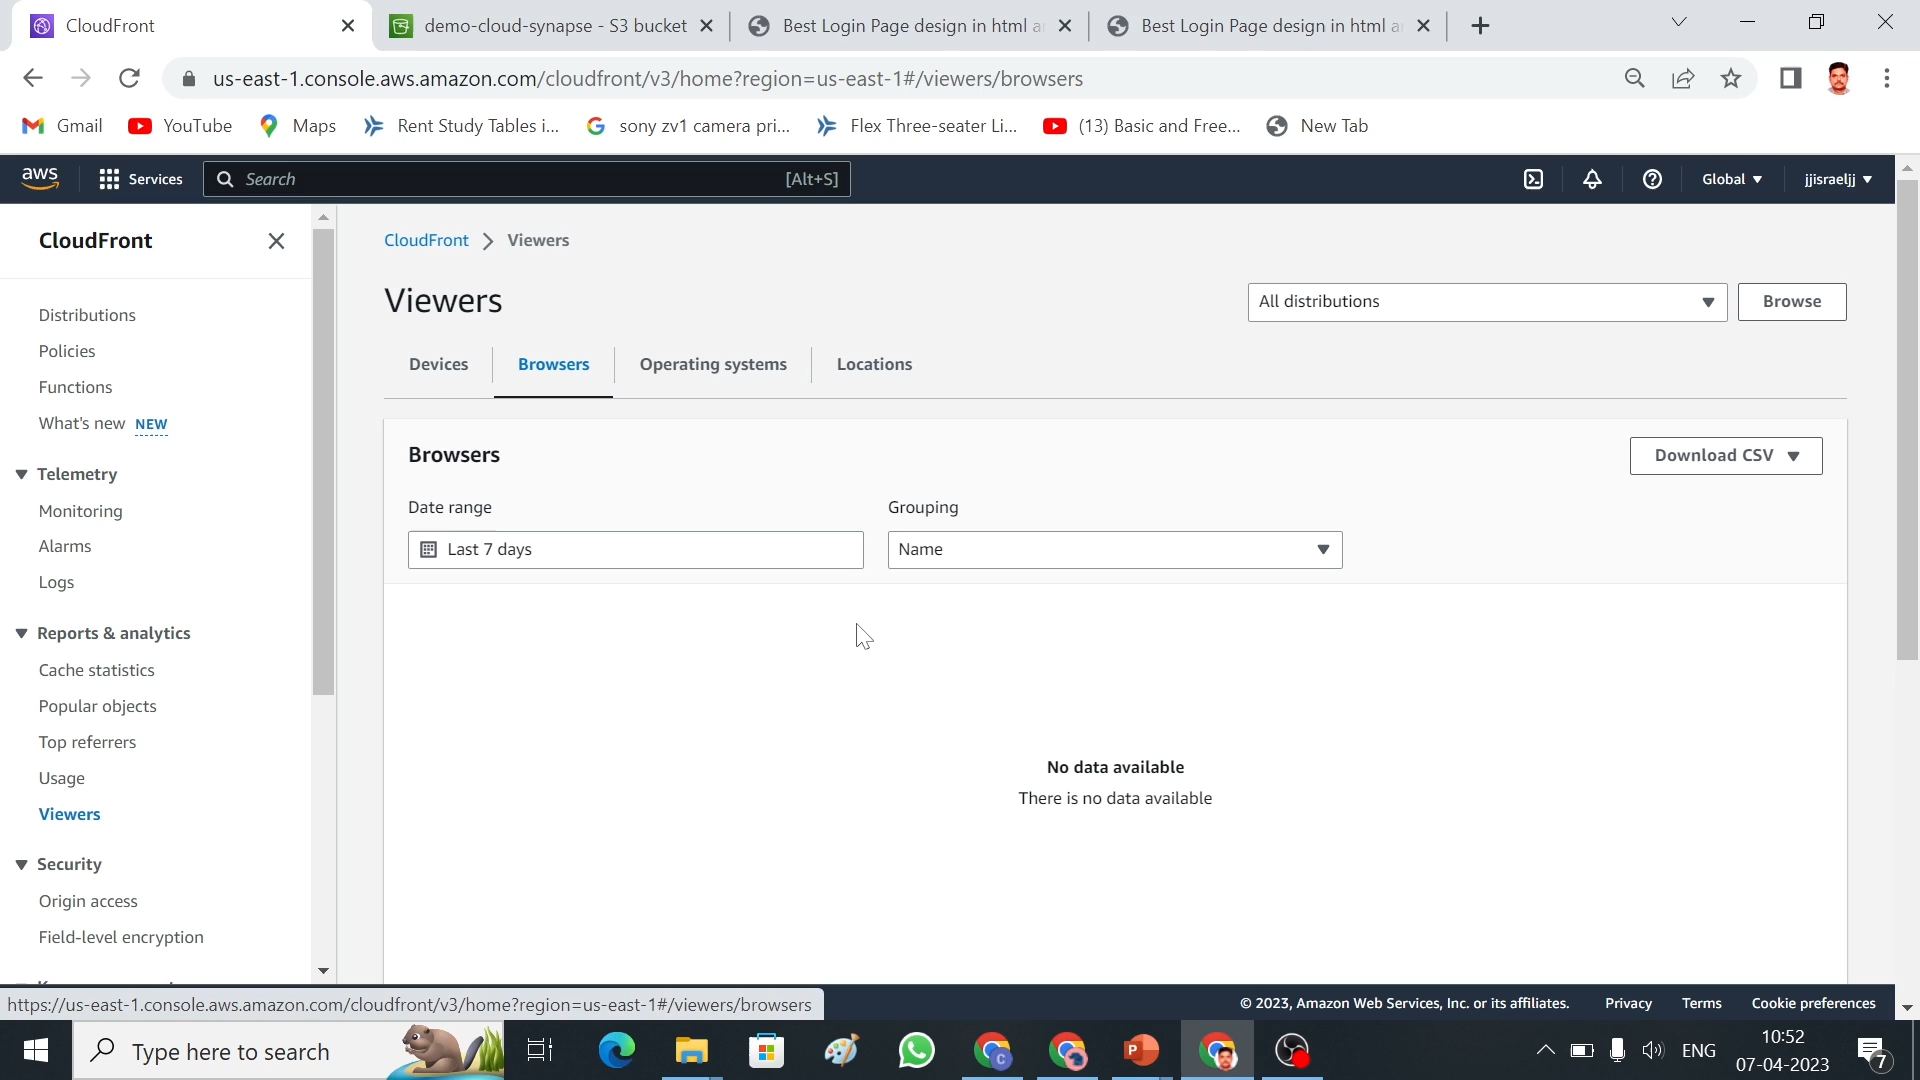 CloudFront
demo-cloud-synapse - S3 bucket
Best Login Page design in html a
Best Login Page design in html a
us-east-1.console.aws.amazon.com/cloudfront/v3/home?region=us-east-1#/viewers/browsers
Gmail
YouTube
Maps
Rent Study Tables i...
sony zv1 camera pri...
Flex Three-seater Li...
(13) Basic and Free...
New Tab
aws
Services
Search
[Alt+S]
Global
jjisraeljj
CloudFront
Distributions
Policies
Functions
What's new NEW
Telemetry
Monitoring
Alarms
Logs
Reports & analytics
Cache statistics
Popular objects
Top referrers
Usage
Viewers
Security
Origin access
Field-level encryption
CloudFront
Viewers
Viewers
All distributions
Browse
Devices
Browsers
Operating systems
Locations
Browsers
Download CSV
Date range
Grouping
Last 7 days
Name
No data available
There is no data available
https://us-east-1.console.aws.amazon.com/cloudfront/v3/home?region=us-east-1#/viewers/browsers
© 2023, Amazon Web Services, Inc. or its affiliates.
Privacy
Terms
Cookie preferences
Type here to search
ENG
10:52
07-04-2023
7